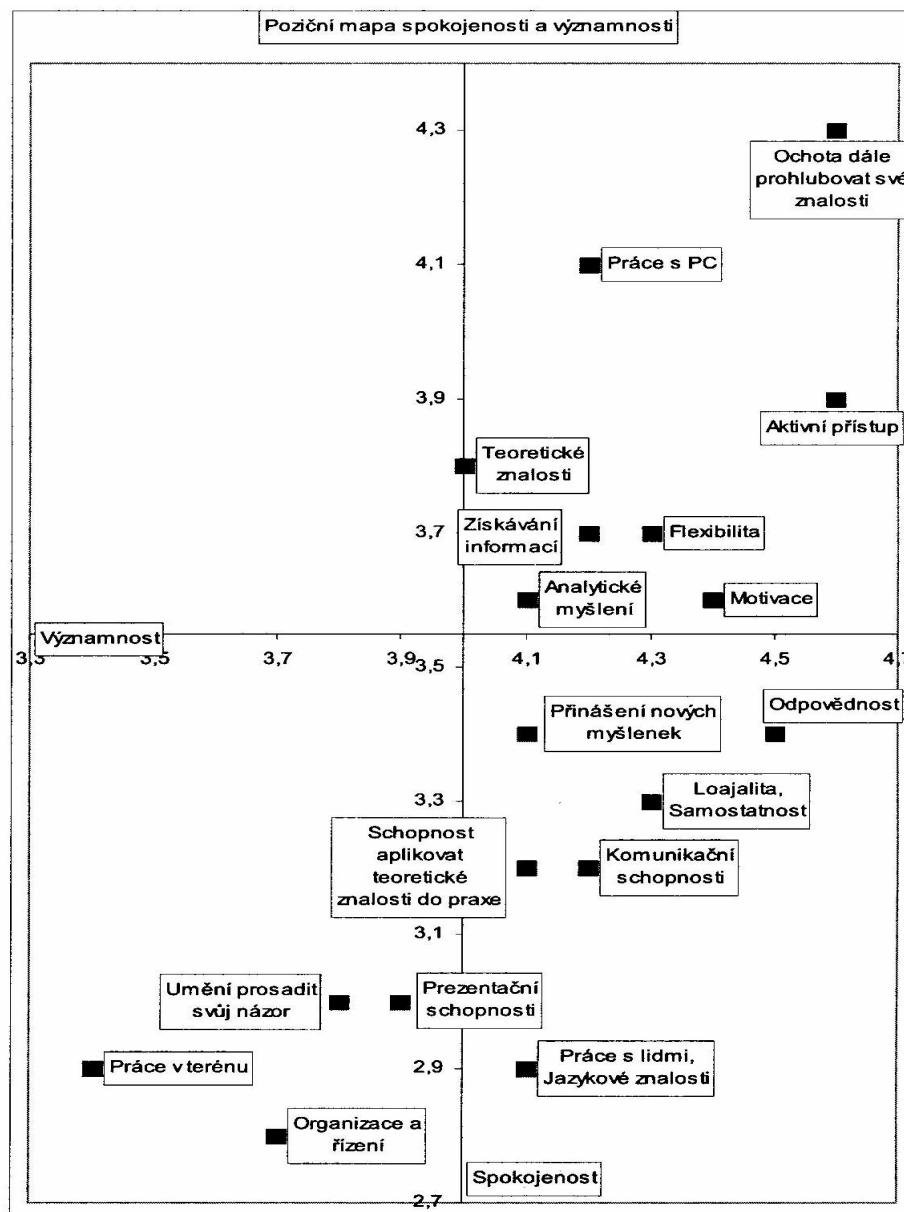 Poziční mapa spokojenosti a významnosti
4,3
Ochota dále
prohlubovat své
znalosti
4,1
Práce s PC
3,9
Aktivní přístup
Teoretické
znalosti
3,7
Získávání
informací
Flexibilita
Analytické
myšlení
Motivace
Významnost
3,3
3,5
3,7
3,9
4,1
4,3
4,5
4,7
3,5
Přinášení nových
myšlenek
Odpovědnost
3,3
Loajalita,
Samostatnost
Schopnost
aplikovat
teoretické
znalosti do praxe
Komunikační
schopnosti
3,1
Umění prosadit
svůj názor
Prezentační
schopnosti
2,9
Práce v terénu
Práce s lidmi,
Jazykové znalosti
Organizace a
řízení
Spokojenost
2,7